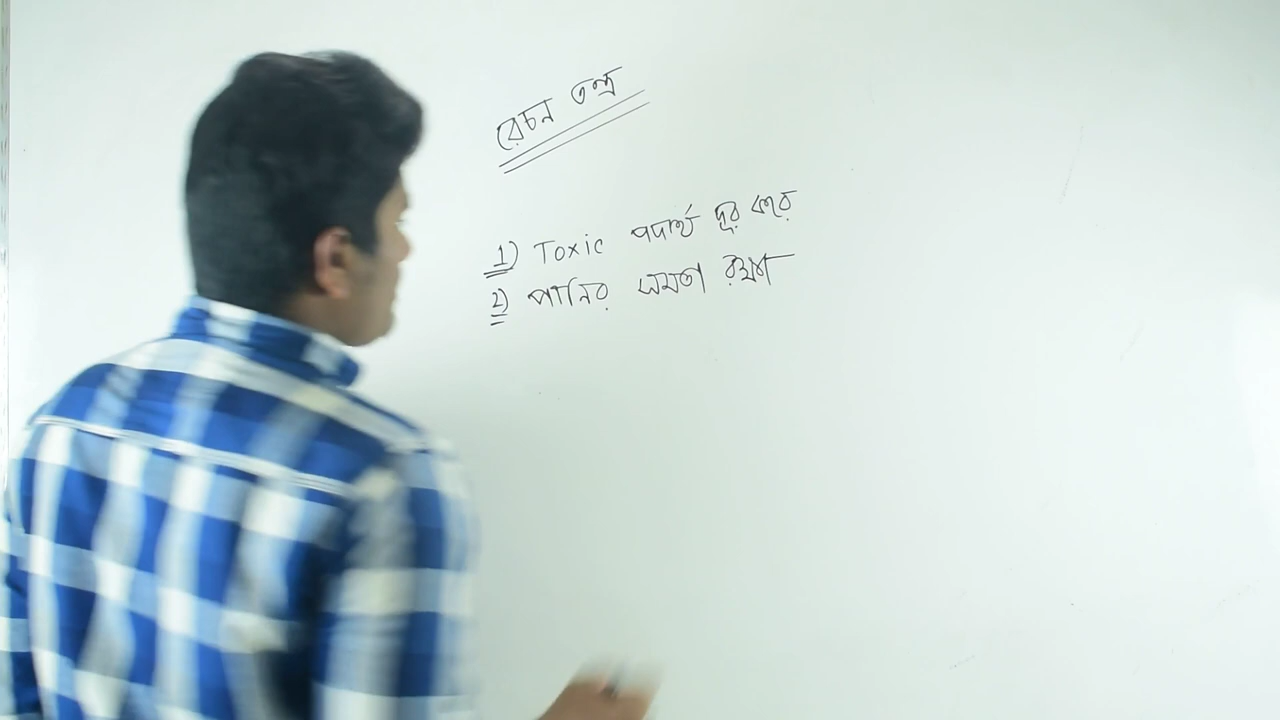 রেচন তন্ত্র
1) Toxic পদার্থ দূর করে
2) পানির সমতা রক্ষা